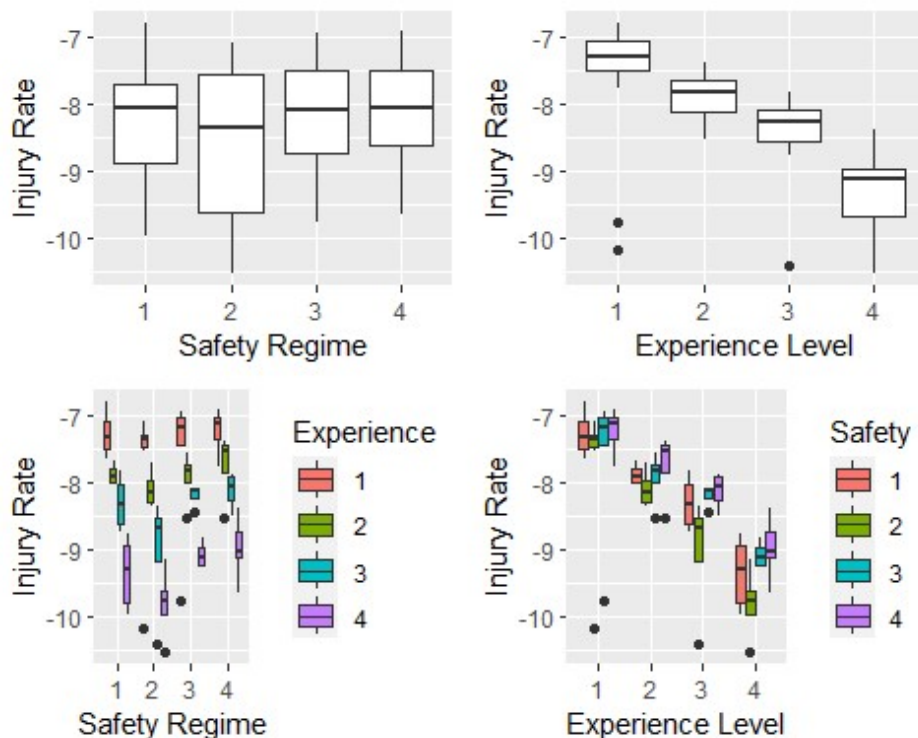 Injury Rate
-7
-8
-9
-10
1 2 3 4
Safety Regime
Injury Rate
-7
-8
-9
-10
1 2 3 4
Experience Level
Injury Rate
-7
-8
-9
-10
1 2 3 4
Safety Regime
Experience
1
2
3
4
Injury Rate
-7
-8
-9
-10
1 2 3 4
Experience Level
Safety
1
2
3
4